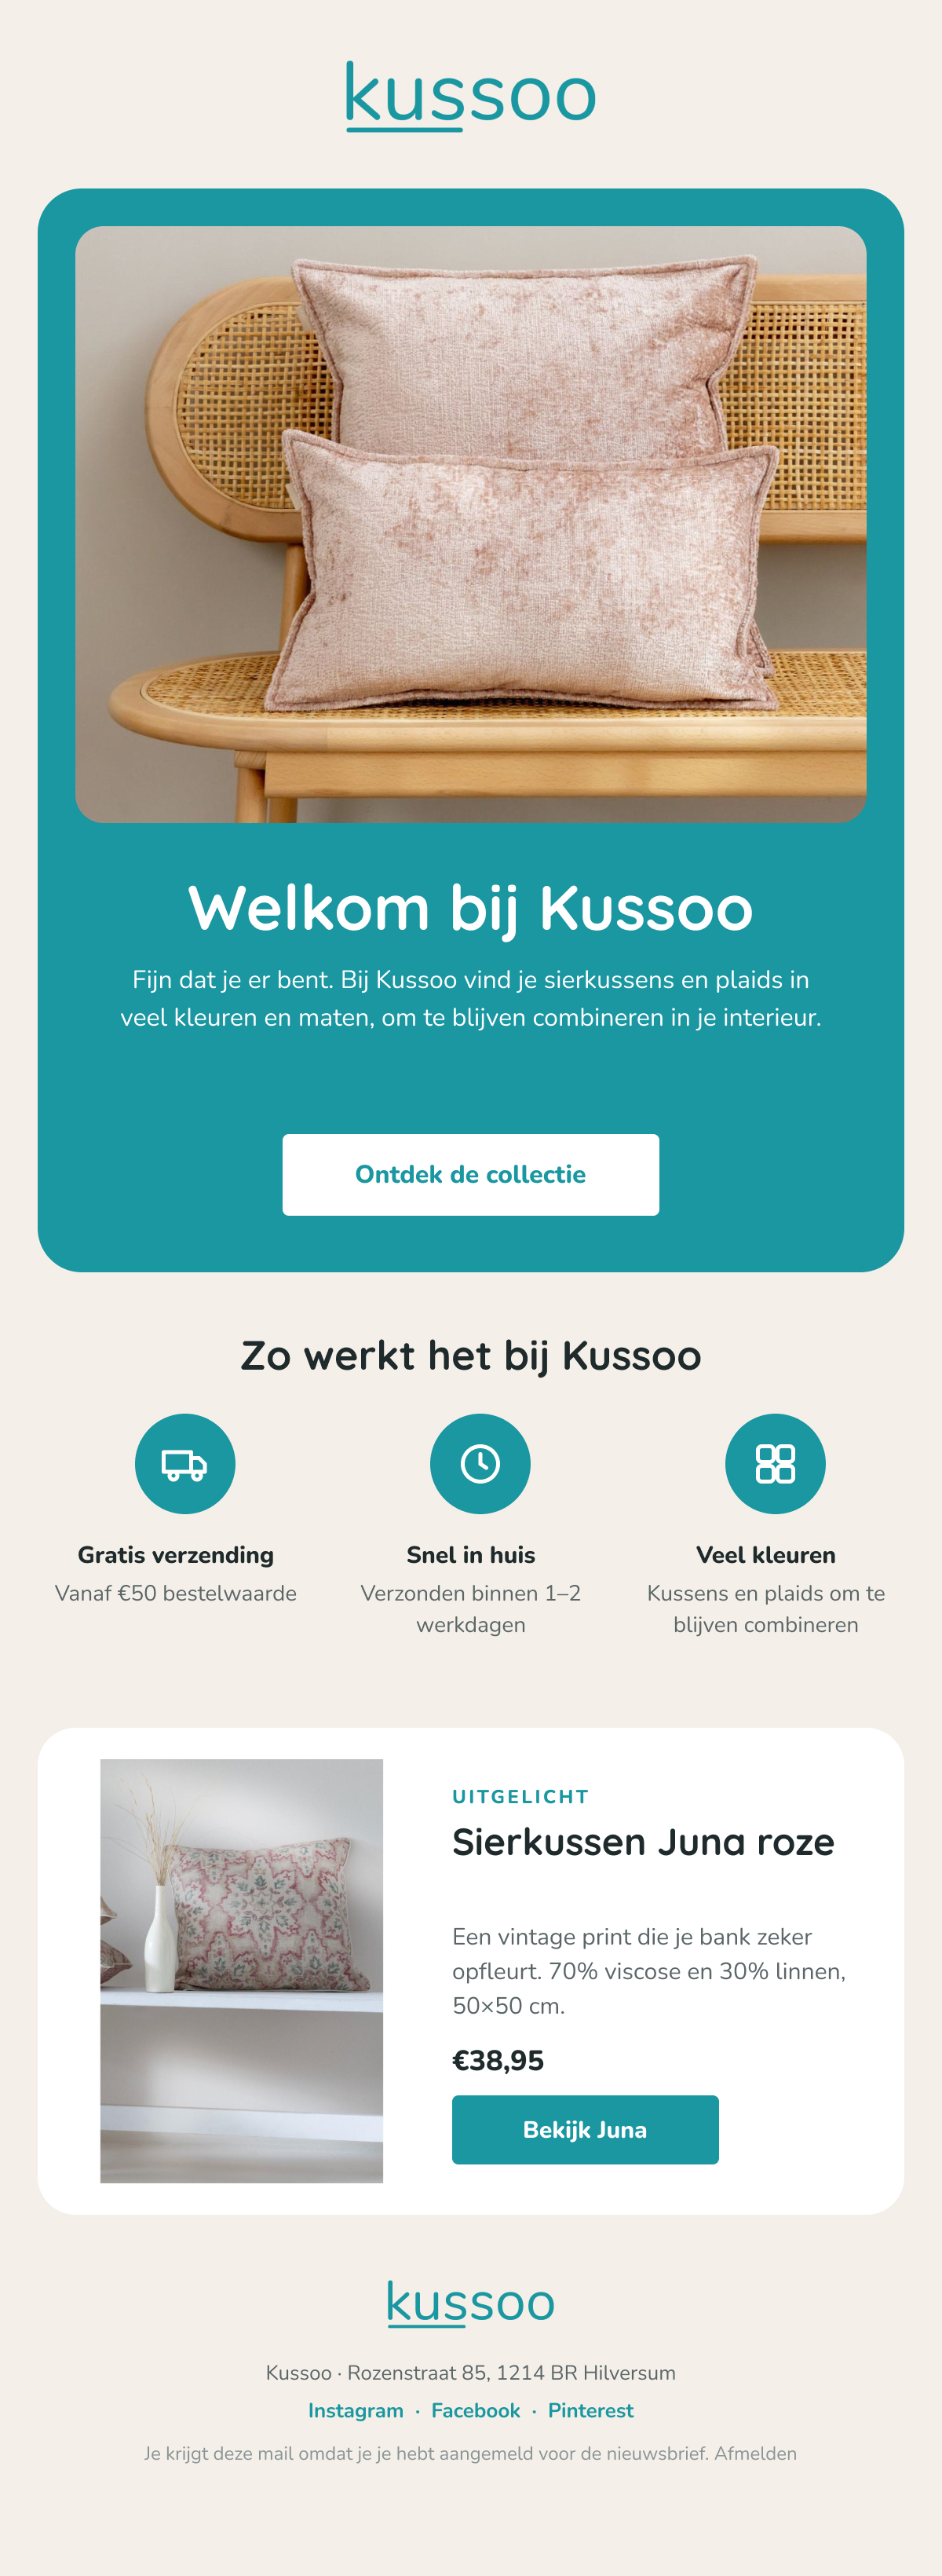 kussoo
Welkom bij Kussoo
Fijn dat je er bent. Bij Kussoo vind je sierkussens en plaids in
veel kleuren en maten, om te blijven combineren in je interieur.
Ontdek de collectie
Zo werkt het bij Kussoo
Gratis verzending
Vanaf €50 bestelwaarde
Snel in huis
Verzonden binnen 1–2
werkdagen
Veel kleuren
Kussens en plaids om te
blijven combineren
UITGELICHT
Sierkussen Juna roze
Een vintage print die je bank zeker
opfleurt. 70% viscose en 30% linnen,
50×50 cm.
€38,95
Bekijk Juna
kussoo
Kussoo · Rozenstraat 85, 1214 BR Hilversum
Instagram · Facebook · Pinterest
Je krijgt deze mail omdat je je hebt aangemeld voor de nieuwsbrief. Afmelden